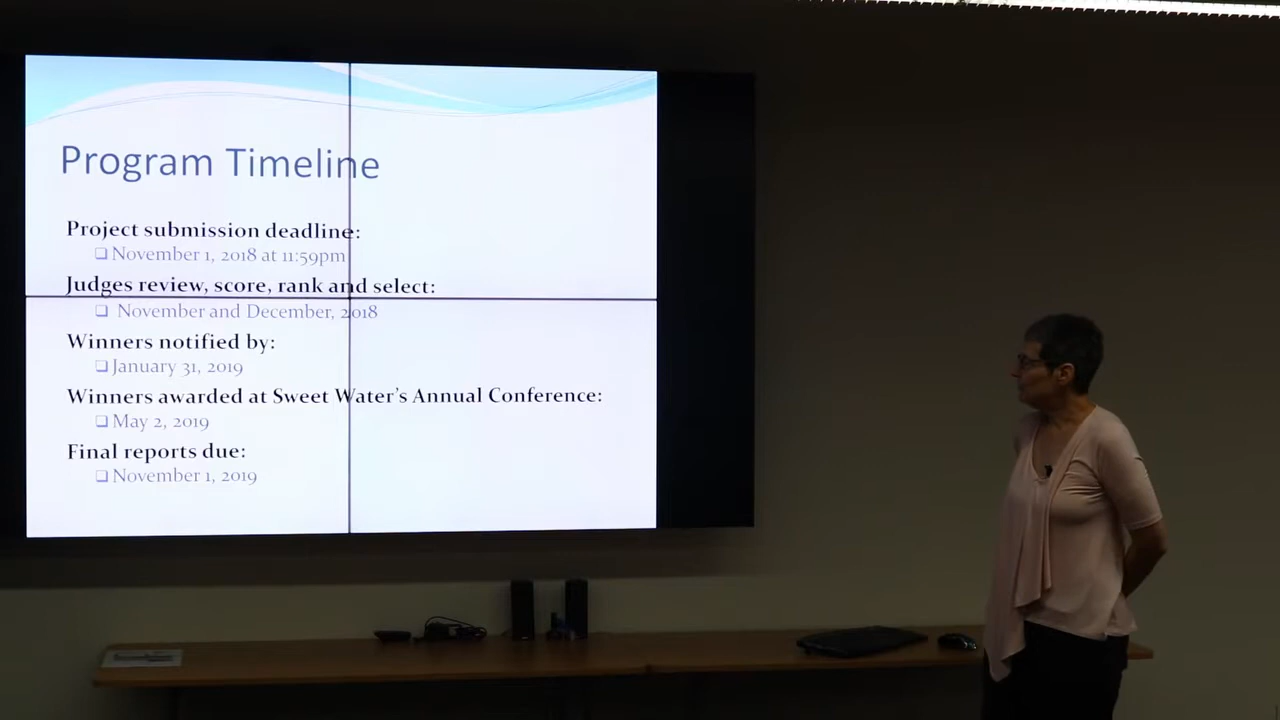 Program Timeline
Project submission deadline:
❑ November 1, 2018 at 11:59pm
Judges review, score, rank and select:
❑ November and December, 2018
Winners notified by:
❑ January 31, 2019
Winners awarded at Sweet Water's Annual Conference:
❑ May 2, 2019
Final reports due:
❑ November 1, 2019